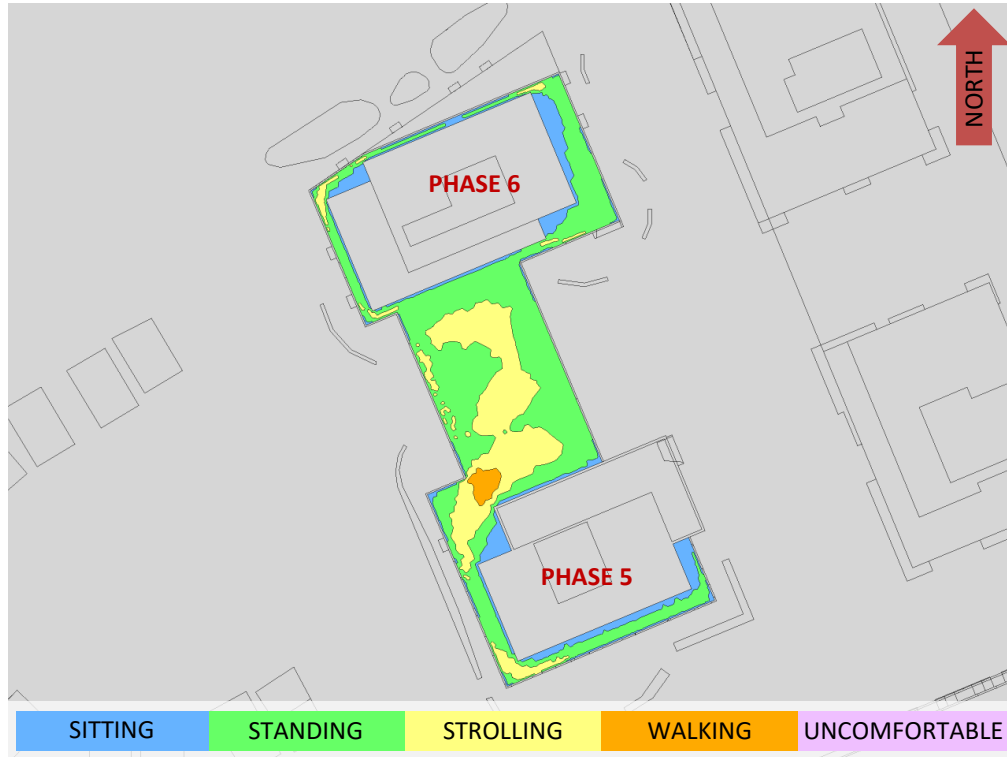 NORTH
PHASE 6
PHASE 5
SITTING
STANDING
STROLLING
WALKING
UNCOMFORTABLE